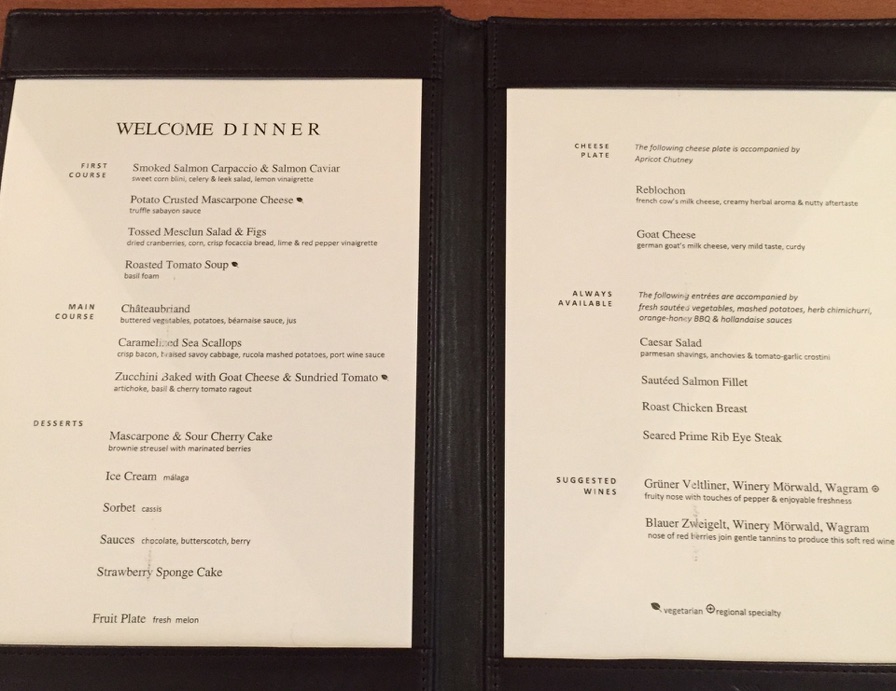 WELCOME DINNER
FIRST COURSE
Smoked Salmon Carpaccio & Salmon Caviar
sweet corn blini, celery & leek salad, lemon vinaigrette
Potato Crusted Mascarpone Cheese
truffle sabayon sauce
Tossed Mesclun Salad & Figs
dried cranberries, corn, crisp focaccia bread, lime & red pepper vinaigrette
Roasted Tomato Soup
basil foam
MAIN COURSE
Châteaubriand
buttered vegetables, potatoes, béarnaise sauce, jus
Caramelized Sea Scallops
crisp bacon, braised savoy cabbage, rucola mashed potatoes, port wine sauce
Zucchini Baked with Goat Cheese & Sundried Tomato
artichoke, basil & cherry tomato ragout
DESSERTS
Mascarpone & Sour Cherry Cake
brownie streusel with marinated berries
Ice Cream málaga
Sorbet cassis
Sauces chocolate, butterscotch, berry
Strawberry Sponge Cake
Fruit Plate fresh melon
CHEESE PLATE
The following cheese plate is accompanied by
Apricot Chutney
Reblochon
french cow's milk cheese, creamy herbal aroma & nutty aftertaste
Goat Cheese
german goat's milk cheese, very mild taste, curdy
ALWAYS AVAILABLE
The following entrées are accompanied by
fresh sautéed vegetables, mashed potatoes, herb chimichurri,
orange-honey BBQ & hollandaise sauces
Caesar Salad
parmesan shavings, anchovies & tomato-garlic crostini
Sautéed Salmon Fillet
Roast Chicken Breast
Seared Prime Rib Eye Steak
SUGGESTED WINES
Grüner Veltliner, Winery Mörwald, Wagram
fruity nose with touches of pepper & enjoyable freshness
Blauer Zweigelt, Winery Mörwald, Wagram
nose of red berries join gentle tannins to produce this soft red wine
vegetarian regional specialty